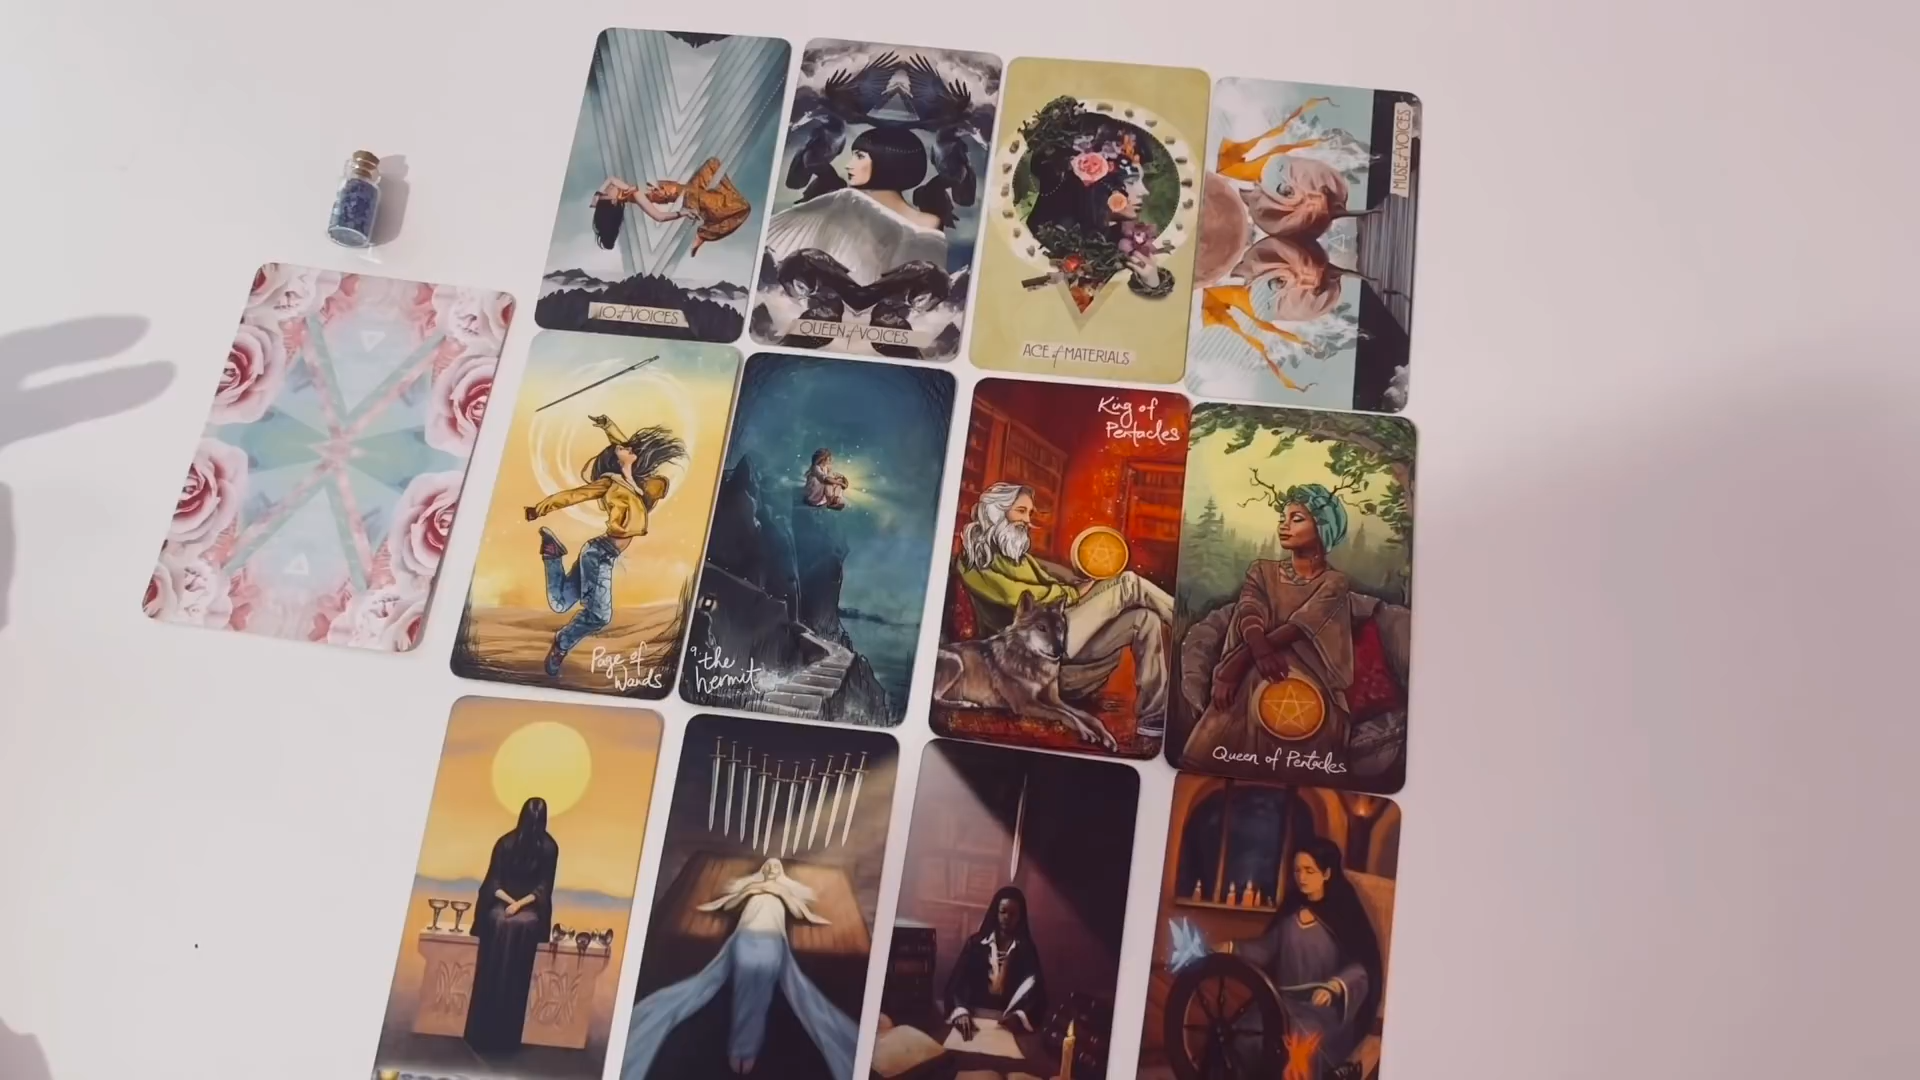 10 of VOICES
QUEEN of VOICES
ACE of MATERIALS
MUSE of VOICES
Page of
Wands
9. the
hermit
King of
Pentacles
Queen of Pentacles